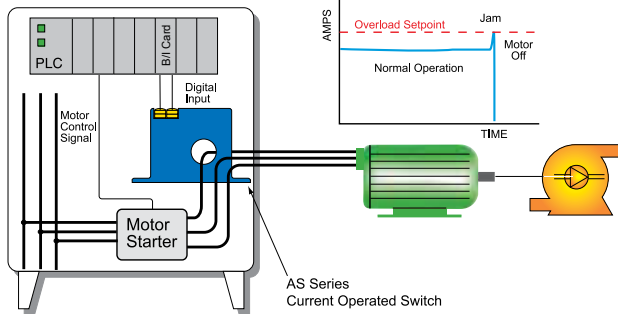 PLC
B/I Card
Digital
Input
Motor
Control
Signal
Motor
Starter
AS Series
Current Operated Switch
AMPS
Overload Setpoint
Jam
Motor
Off
Normal Operation
TIME